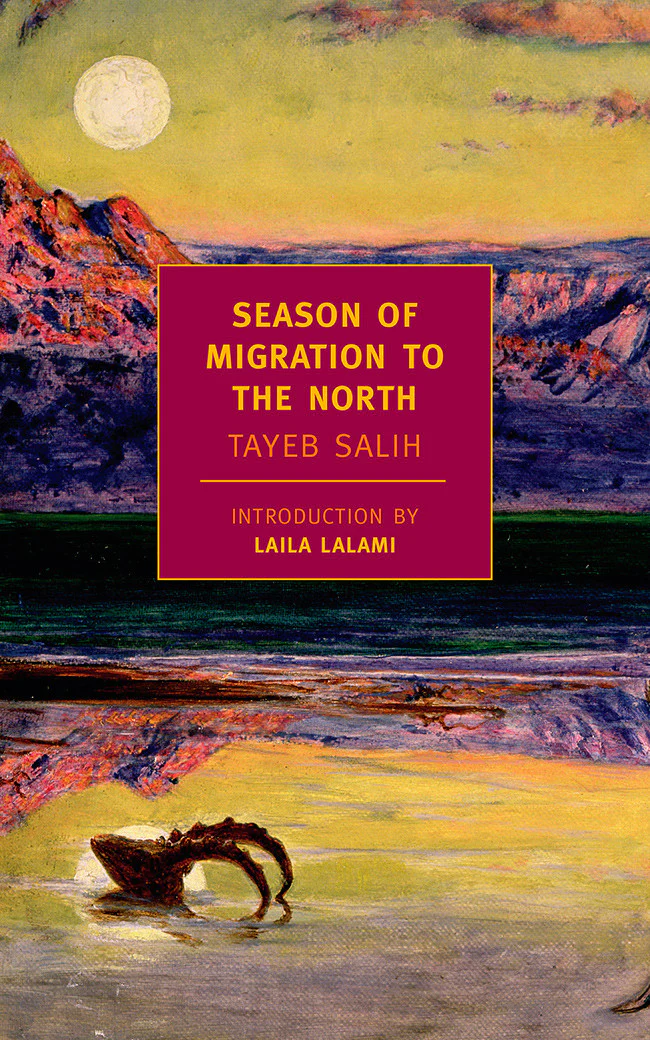 SEASON OF
MIGRATION TO
THE NORTH
TAYEB SALIH
INTRODUCTION BY
LAILA LALAMI